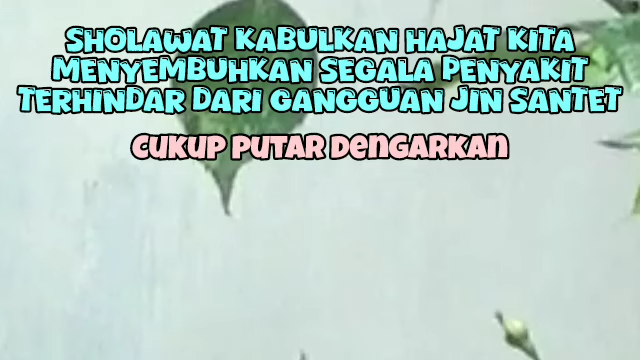 SHOLAWAT KABULKAN HAJAT KITA
MENYEMBUHKAN SEGALA PENYAKIT
TERHINDAR DARI GANGGUAN JIN SANTET
CUKUP PUTAR DENGARKAN